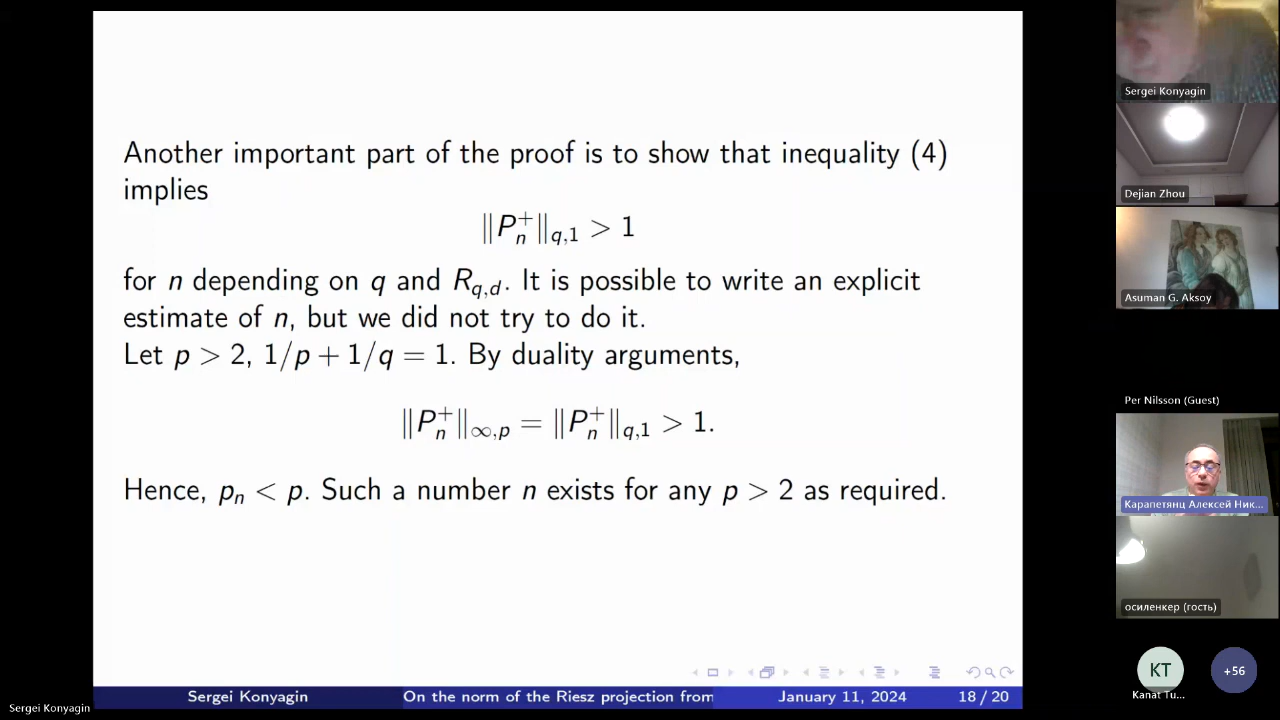 Another important part of the proof is to show that inequality (4)
implies
‖P_n^+‖_{q,1} > 1
for n depending on q and R_{q,d}. It is possible to write an explicit
estimate of n, but we did not try to do it.
Let p > 2, 1/p + 1/q = 1. By duality arguments,
‖P_n^+‖_{∞,p} = ‖P_n^+‖_{q,1} > 1.
Hence, p_n < p. Such a number n exists for any p > 2 as required.
Sergei Konyagin On the norm of the Riesz projection from January 11, 2024 18 / 20
Sergei Konyagin
Sergei Konyagin
Dejian Zhou
Asuman G. Aksoy
Per Nilsson (Guest)
Карапетянц Алексей Ник...
осиленкер (гость)
KT
Kanat Tu...
+56